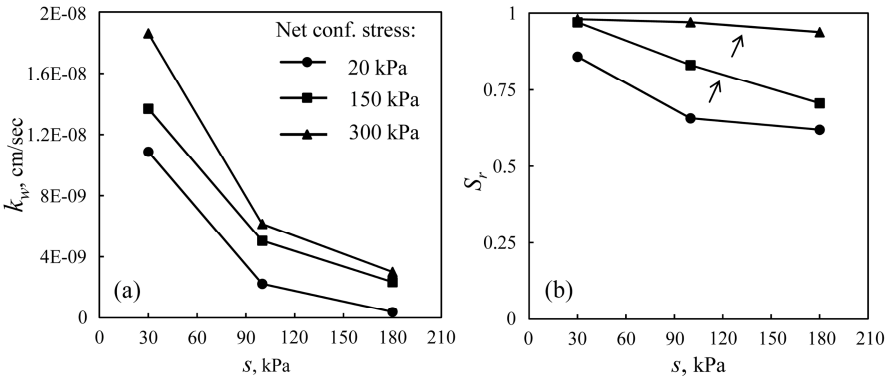 2E-08
1.6E-08
1.2E-08
8E-09
4E-09
0
k_w, cm/sec
Net conf. stress:
20 kPa
150 kPa
300 kPa
(a)
0 30 60 90 120 150 180 210
s, kPa
1
0.75
0.5
0.25
0
S_r
(b)
0 30 60 90 120 150 180 210
s, kPa